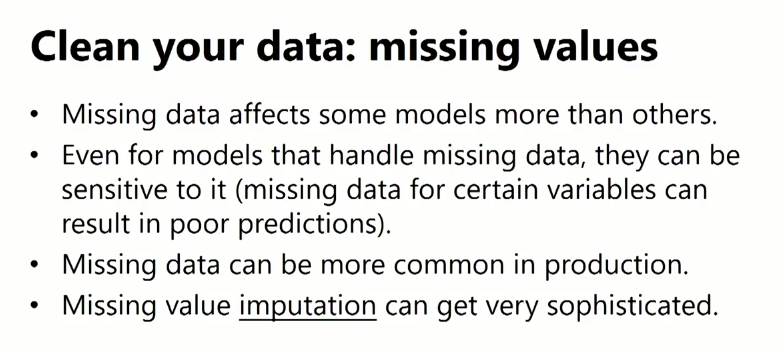 Clean your data: missing values
• Missing data affects some models more than others.
• Even for models that handle missing data, they can be
sensitive to it (missing data for certain variables can
result in poor predictions).
• Missing data can be more common in production.
• Missing value imputation can get very sophisticated.